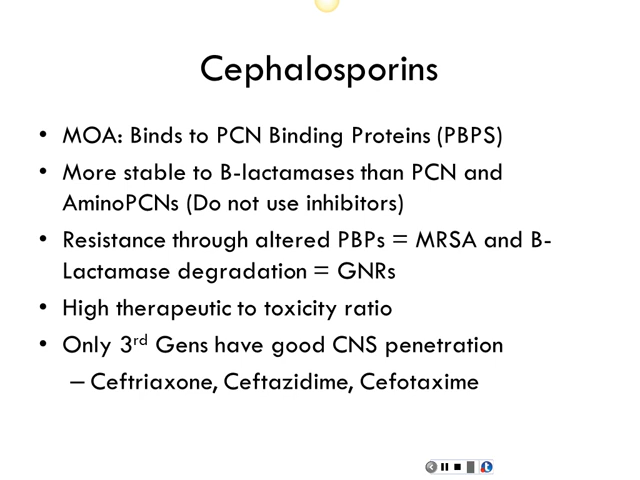 Cephalosporins
• MOA: Binds to PCN Binding Proteins (PBPS)
• More stable to B-lactamases than PCN and
AminoPCNs (Do not use inhibitors)
• Resistance through altered PBPs = MRSA and B-
Lactamase degradation = GNRs
• High therapeutic to toxicity ratio
• Only 3rd Gens have good CNS penetration
– Ceftriaxone, Ceftazidime, Cefotaxime
t